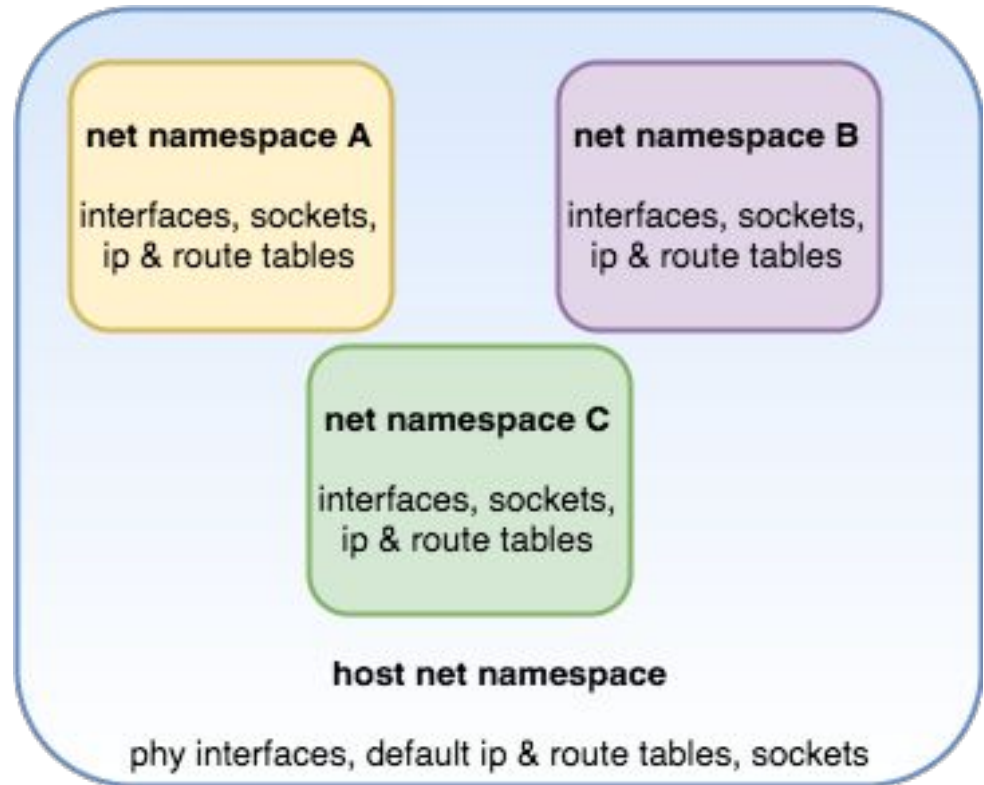 net namespace A
interfaces, sockets,
ip & route tables
net namespace B
interfaces, sockets,
ip & route tables
net namespace C
interfaces, sockets,
ip & route tables
host net namespace
phy interfaces, default ip & route tables, sockets